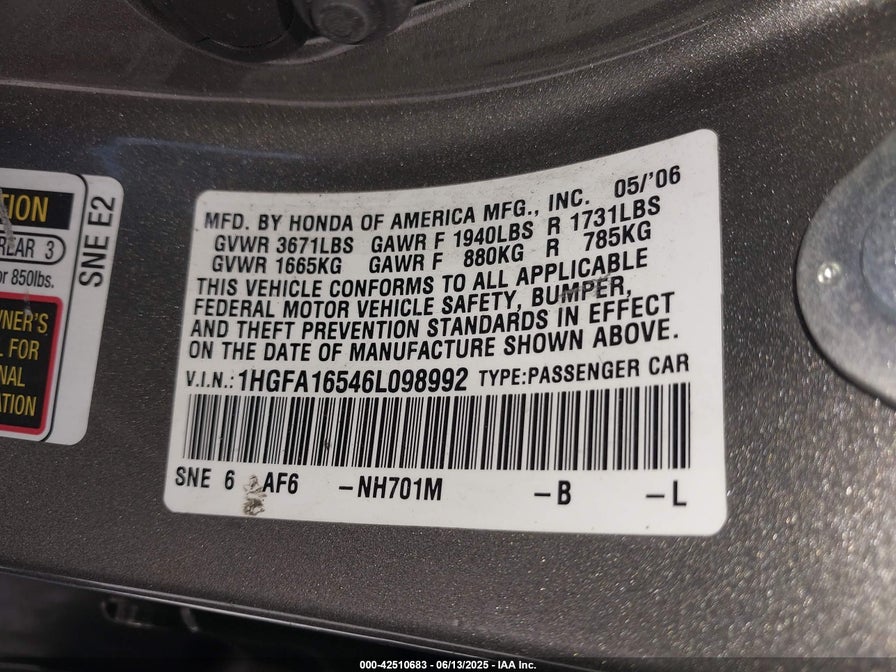 TION
REAR 3
or 850lbs.
WNER'S
L FOR
NAL
ATION
SNE E2
MFD. BY HONDA OF AMERICA MFG., INC. 05/'06
GVWR 3671LBS GAWR F 1940LBS R 1731LBS
GVWR 1665KG GAWR F 880KG R 785KG
THIS VEHICLE CONFORMS TO ALL APPLICABLE
FEDERAL MOTOR VEHICLE SAFETY, BUMPER,
AND THEFT PREVENTION STANDARDS IN EFFECT
ON THE DATE OF MANUFACTURE SHOWN ABOVE.
V.I.N.: 1HGFA16546L098992 TYPE:PASSENGER CAR
SNE 6 AF6 -NH701M -B -L
000-42510683 - 06/13/2025 - IAA Inc.